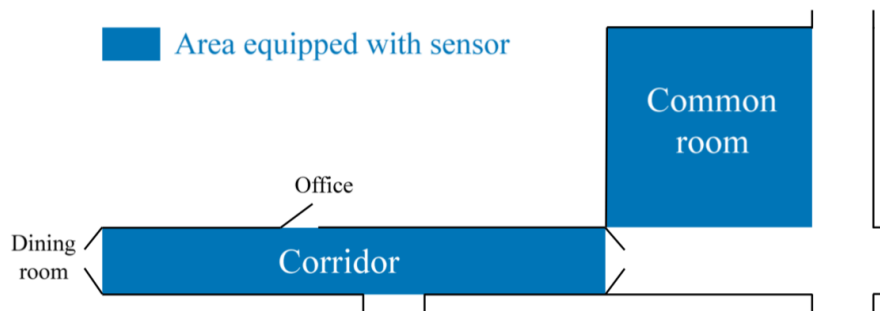 Area equipped with sensor
Common
room
Office
Dining
room
Corridor